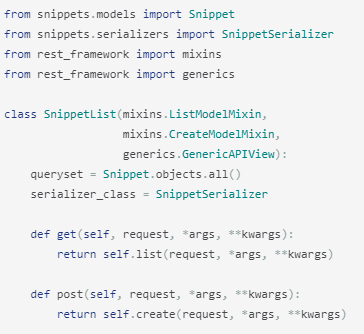 from snippets.models import Snippet
from snippets.serializers import SnippetSerializer
from rest_framework import mixins
from rest_framework import generics

class SnippetList(mixins.ListModelMixin,
                  mixins.CreateModelMixin,
                  generics.GenericAPIView):
    queryset = Snippet.objects.all()
    serializer_class = SnippetSerializer

    def get(self, request, *args, **kwargs):
        return self.list(request, *args, **kwargs)

    def post(self, request, *args, **kwargs):
        return self.create(request, *args, **kwargs)